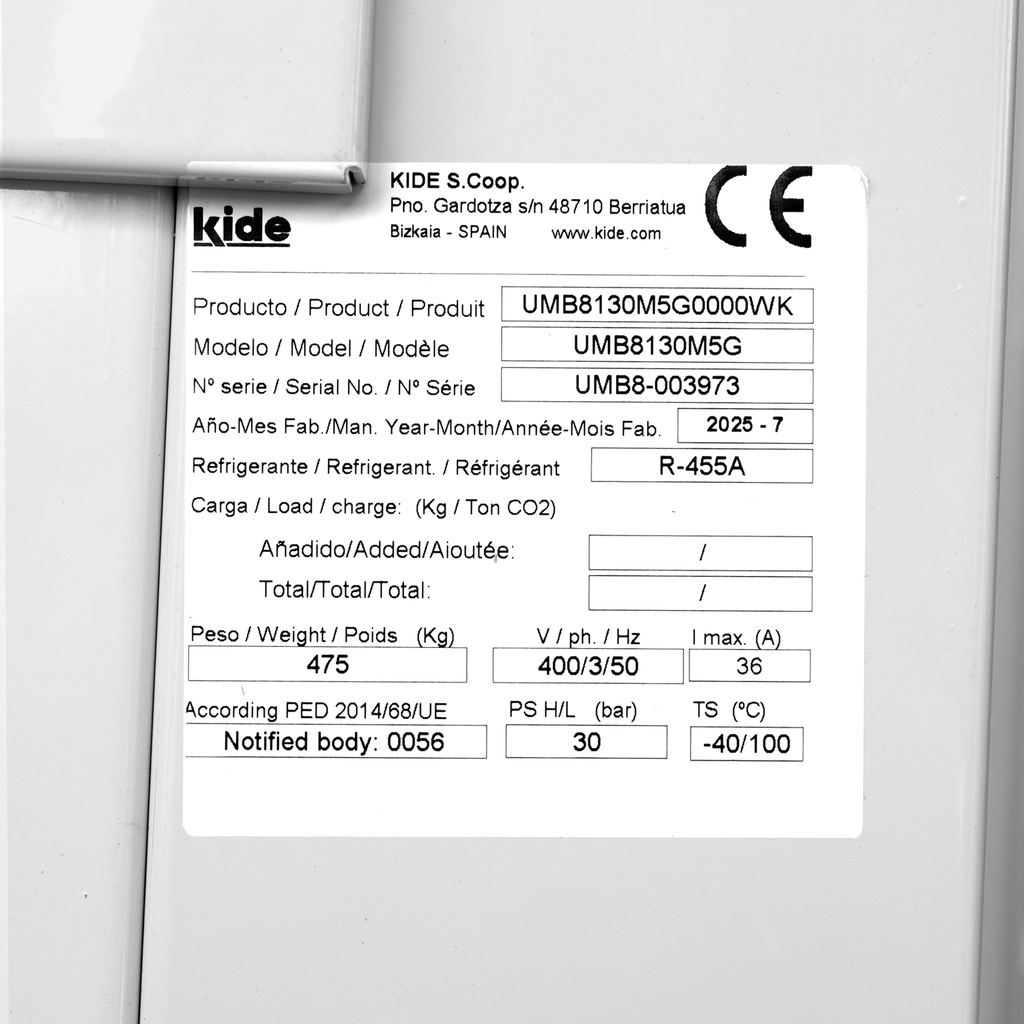 kide
KIDE S.Coop.
Pno. Gardotza s/n 48710 Berriatua
Bizkaia - SPAIN www.kide.com
CE
Producto / Product / Produit UMB8130M5G0000WK
Modelo / Model / Modèle UMB8130M5G
Nº serie / Serial No. / Nº Série UMB8-003973
Año-Mes Fab./Man. Year-Month/Année-Mois Fab. 2025 - 7
Refrigerante / Refrigerant. / Réfrigérant R-455A
Carga / Load / charge: (Kg / Ton CO2) -
Añadido/Added/Aioutée: /
Total/Total/Total: /
Peso / Weight / Poids (Kg) V / ph. / Hz I max. (A)
475 400/3/50 36
According PED 2014/68/UE PS H/L (bar) TS (ºC)
Notified body: 0056 30 -40/100